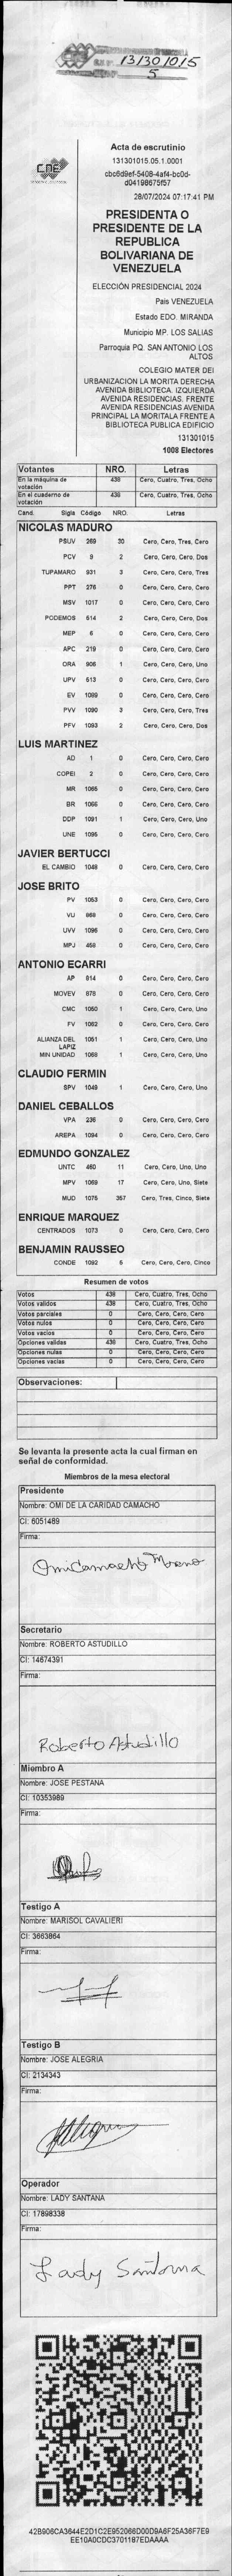 13130 1015
5
CNE
Acta de escrutinio
131301015.05.1.0001
cbc6d9ef-5408-4af4-bc0d-
d04198675f57
28/07/2024 07:17:41 PM
PRESIDENTA O
PRESIDENTE DE LA
REPUBLICA
BOLIVARIANA DE
VENEZUELA
ELECCIÓN PRESIDENCIAL 2024
País VENEZUELA
Estado EDO. MIRANDA
Municipio MP. LOS SALIAS
Parroquia PQ. SAN ANTONIO LOS
ALTOS
COLEGIO MATER DEI
URBANIZACION LA MORITA DERECHA
AVENIDA BIBLIOTECA. IZQUIERDA
AVENIDA RESIDENCIAS. FRENTE
AVENIDA RESIDENCIAS AVENIDA
PRINCIPAL LA MORITALA FRENTE A
BIBLIOTECA PUBLICA EDIFICIO
131301015
1008 Electores
Votantes NRO. Letras
En la máquina de votación 438 Cero, Cuatro, Tres, Ocho
En el cuaderno de votación 438 Cero, Cuatro, Tres, Ocho
Cand. Sigla Código NRO. Letras
NICOLAS MADURO
PSUV 269 30 Cero, Cero, Tres, Cero
PCV 9 2 Cero, Cero, Cero, Dos
TUPAMARO 931 3 Cero, Cero, Cero, Tres
PPT 276 0 Cero, Cero, Cero, Cero
MSV 1017 0 Cero, Cero, Cero, Cero
PODEMOS 514 2 Cero, Cero, Cero, Dos
MEP 6 0 Cero, Cero, Cero, Cero
APC 219 0 Cero, Cero, Cero, Cero
ORA 906 1 Cero, Cero, Cero, Uno
UPV 513 0 Cero, Cero, Cero, Cero
EV 1089 0 Cero, Cero, Cero, Cero
PVV 1090 3 Cero, Cero, Cero, Tres
PFV 1093 2 Cero, Cero, Cero, Dos
LUIS MARTINEZ
AD 1 0 Cero, Cero, Cero, Cero
COPEI 2 0 Cero, Cero, Cero, Cero
MR 1065 0 Cero, Cero, Cero, Cero
BR 1066 0 Cero, Cero, Cero, Cero
DDP 1091 1 Cero, Cero, Cero, Uno
UNE 1095 0 Cero, Cero, Cero, Cero
JAVIER BERTUCCI
EL CAMBIO 1048 0 Cero, Cero, Cero, Cero
JOSE BRITO
PV 1053 0 Cero, Cero, Cero, Cero
VU 868 0 Cero, Cero, Cero, Cero
UVV 1096 0 Cero, Cero, Cero, Cero
MPJ 458 0 Cero, Cero, Cero, Cero
ANTONIO ECARRI
AP 814 0 Cero, Cero, Cero, Cero
MOVEV 878 0 Cero, Cero, Cero, Cero
CMC 1050 1 Cero, Cero, Cero, Uno
FV 1062 0 Cero, Cero, Cero, Cero
ALIANZA DEL 1051 1 Cero, Cero, Cero, Uno
LAPIZ
MIN UNIDAD 1068 1 Cero, Cero, Cero, Uno
CLAUDIO FERMIN
SPV 1049 1 Cero, Cero, Cero, Uno
DANIEL CEBALLOS
VPA 236 0 Cero, Cero, Cero, Cero
AREPA 1094 0 Cero, Cero, Cero, Cero
EDMUNDO GONZALEZ
UNTC 460 11 Cero, Cero, Uno, Uno
MPV 1069 17 Cero, Cero, Uno, Siete
MUD 1075 357 Cero, Tres, Cinco, Siete
ENRIQUE MARQUEZ
CENTRADOS 1073 0 Cero, Cero, Cero, Cero
BENJAMIN RAUSSEO
CONDE 1092 5 Cero, Cero, Cero, Cinco
Resumen de votos
Votos 438 Cero, Cuatro, Tres, Ocho
Votos validos 438 Cero, Cuatro, Tres, Ocho
Votos parciales 0 Cero, Cero, Cero, Cero
Votos nulos 0 Cero, Cero, Cero, Cero
Votos vacios 0 Cero, Cero, Cero, Cero
Opciones validas 438 Cero, Cuatro, Tres, Ocho
Opciones nulas 0 Cero, Cero, Cero, Cero
Opciones vacias 0 Cero, Cero, Cero, Cero
Observaciones:
Se levanta la presente acta la cual firman en
señal de conformidad.
Miembros de la mesa electoral
Presidente
Nombre: OMI DE LA CARIDAD CAMACHO
CI: 6051489
Firma:
Omi Camacho Moreno
Secretario
Nombre: ROBERTO ASTUDILLO
CI: 14674391
Firma:
Roberto Astudillo
Miembro A
Nombre: JOSE PESTANA
CI: 10353989
Firma:
Testigo A
Nombre: MARISOL CAVALIERI
CI: 3663864
Firma:
Testigo B
Nombre: JOSE ALEGRIA
CI: 2134343
Firma:
Operador
Nombre: LADY SANTANA
CI: 17898338
Firma:
Lady Santana
42B906CA3644E2D1C2E952066D00D9A6F25A36F7E9
EE10A0CDC3701187EDAAAA